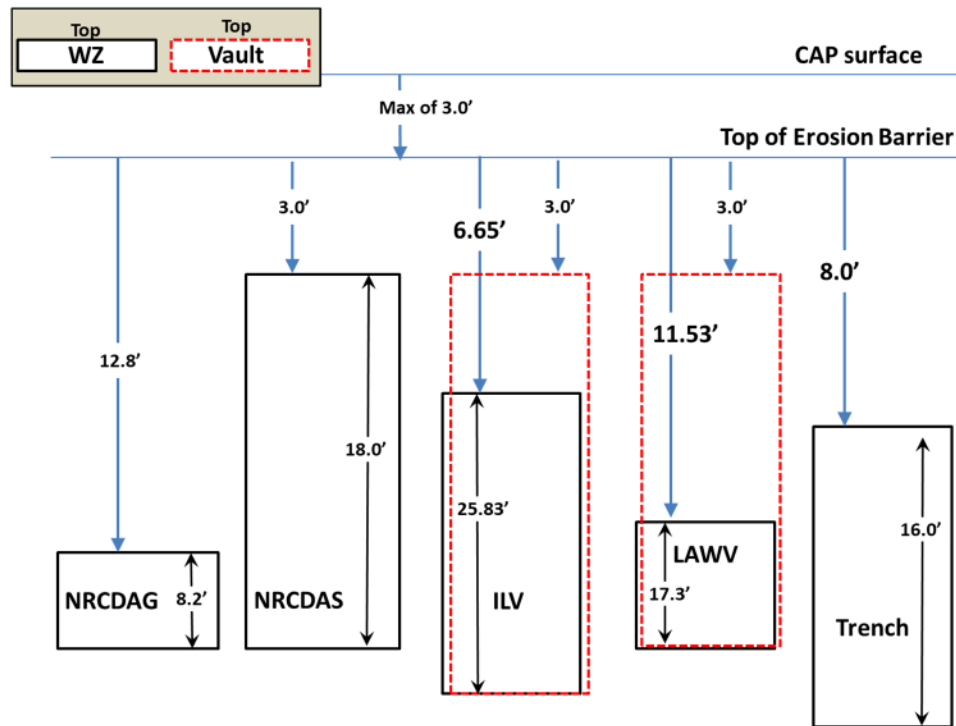 Top
Top
WZ
Vault
CAP surface
Max of 3.0’
Top of Erosion Barrier
3.0’
6.65’
3.0’
3.0’
8.0’
12.8’
11.53’
18.0’
25.83’
16.0’
NRCDAG
8.2’
NRCDAS
ILV
LAWV
17.3’
Trench